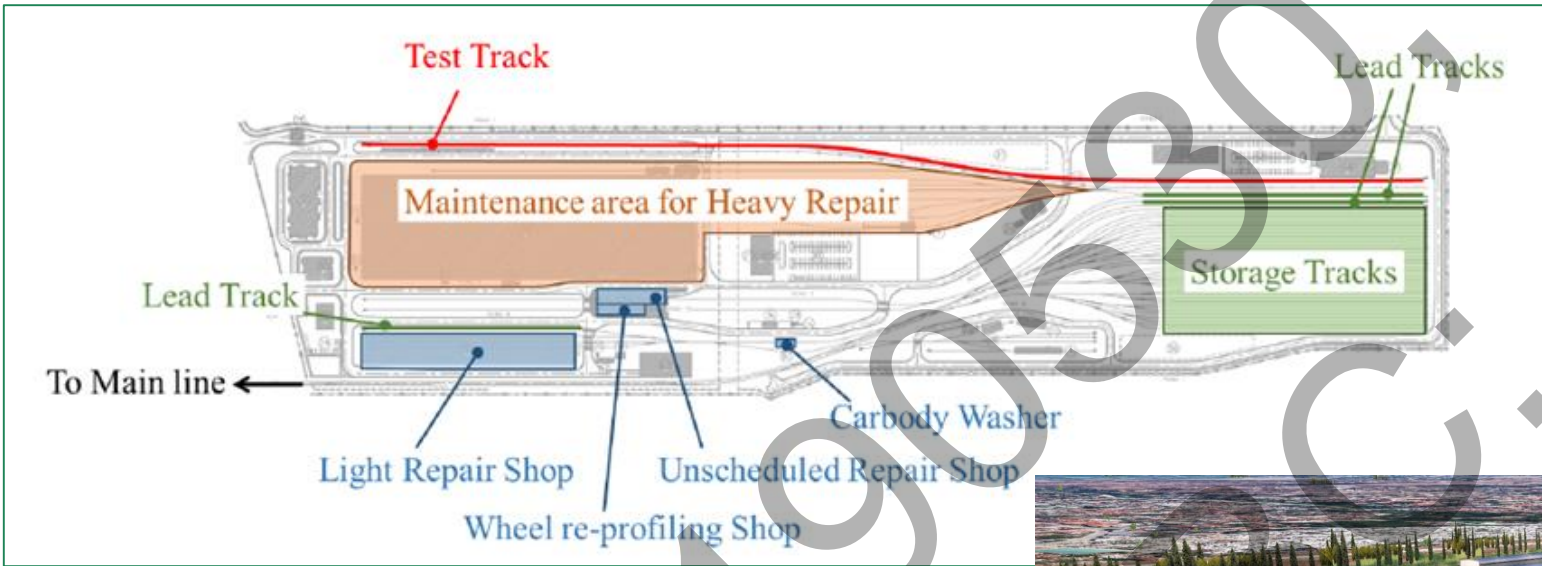 Test Track
Lead Tracks
Maintenance area for Heavy Repair
Storage Tracks
Lead Track
To Main line
Carbody Washer
Light Repair Shop
Unscheduled Repair Shop
Wheel re-profiling Shop
190530,